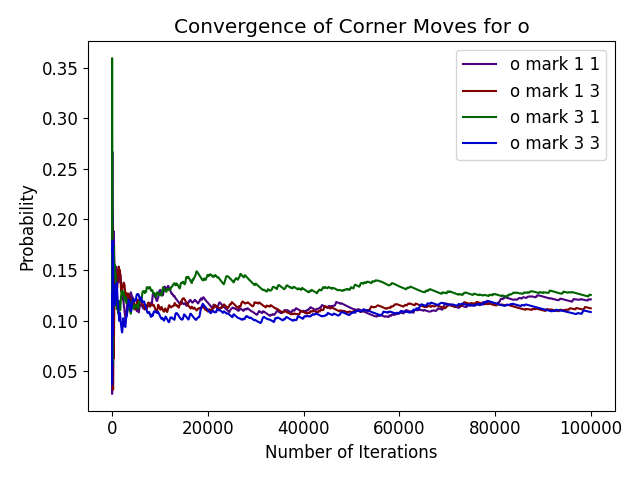 Convergence of Corner Moves for o
o mark 1 1
o mark 1 3
o mark 3 1
o mark 3 3
Probability
0.35
0.30
0.25
0.20
0.15
0.10
0.05
0 20000 40000 60000 80000 100000
Number of Iterations